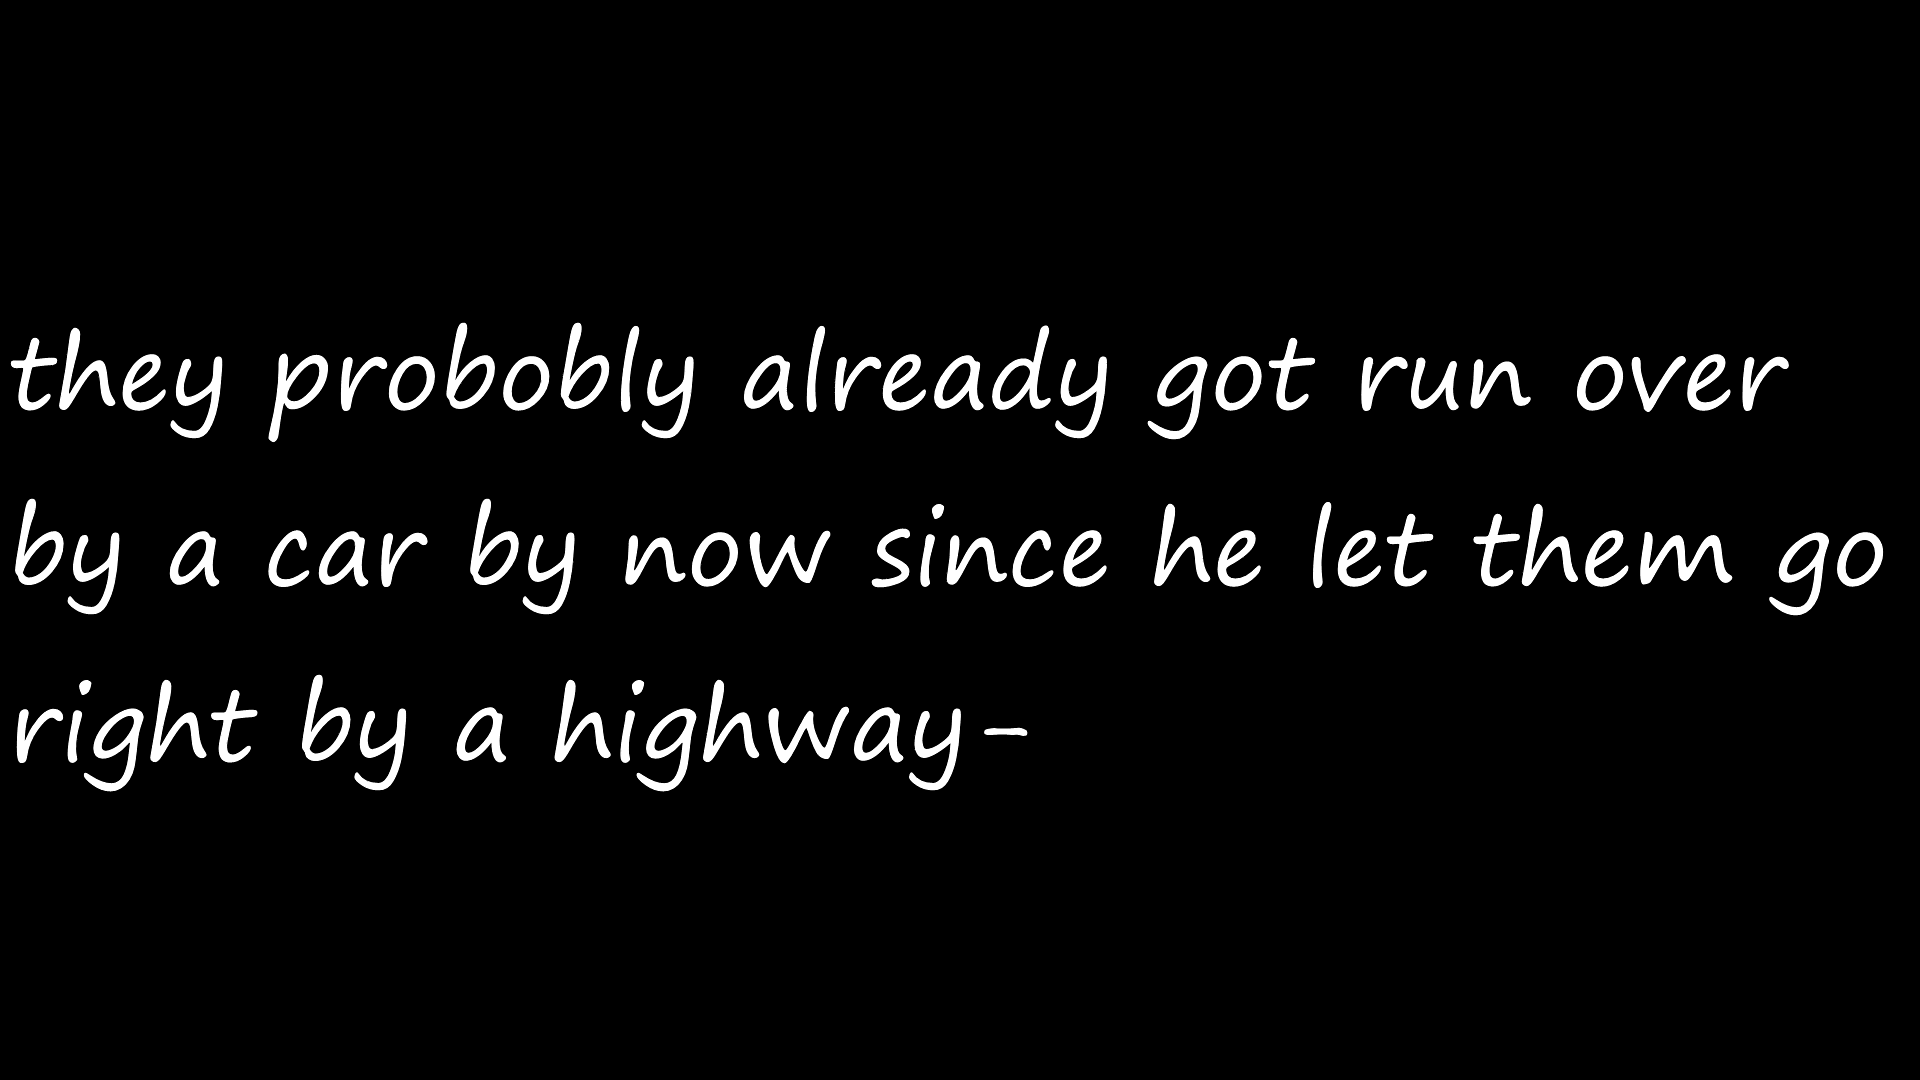 they probobly already got run over
by a car by now since he let them go
right by a highway-